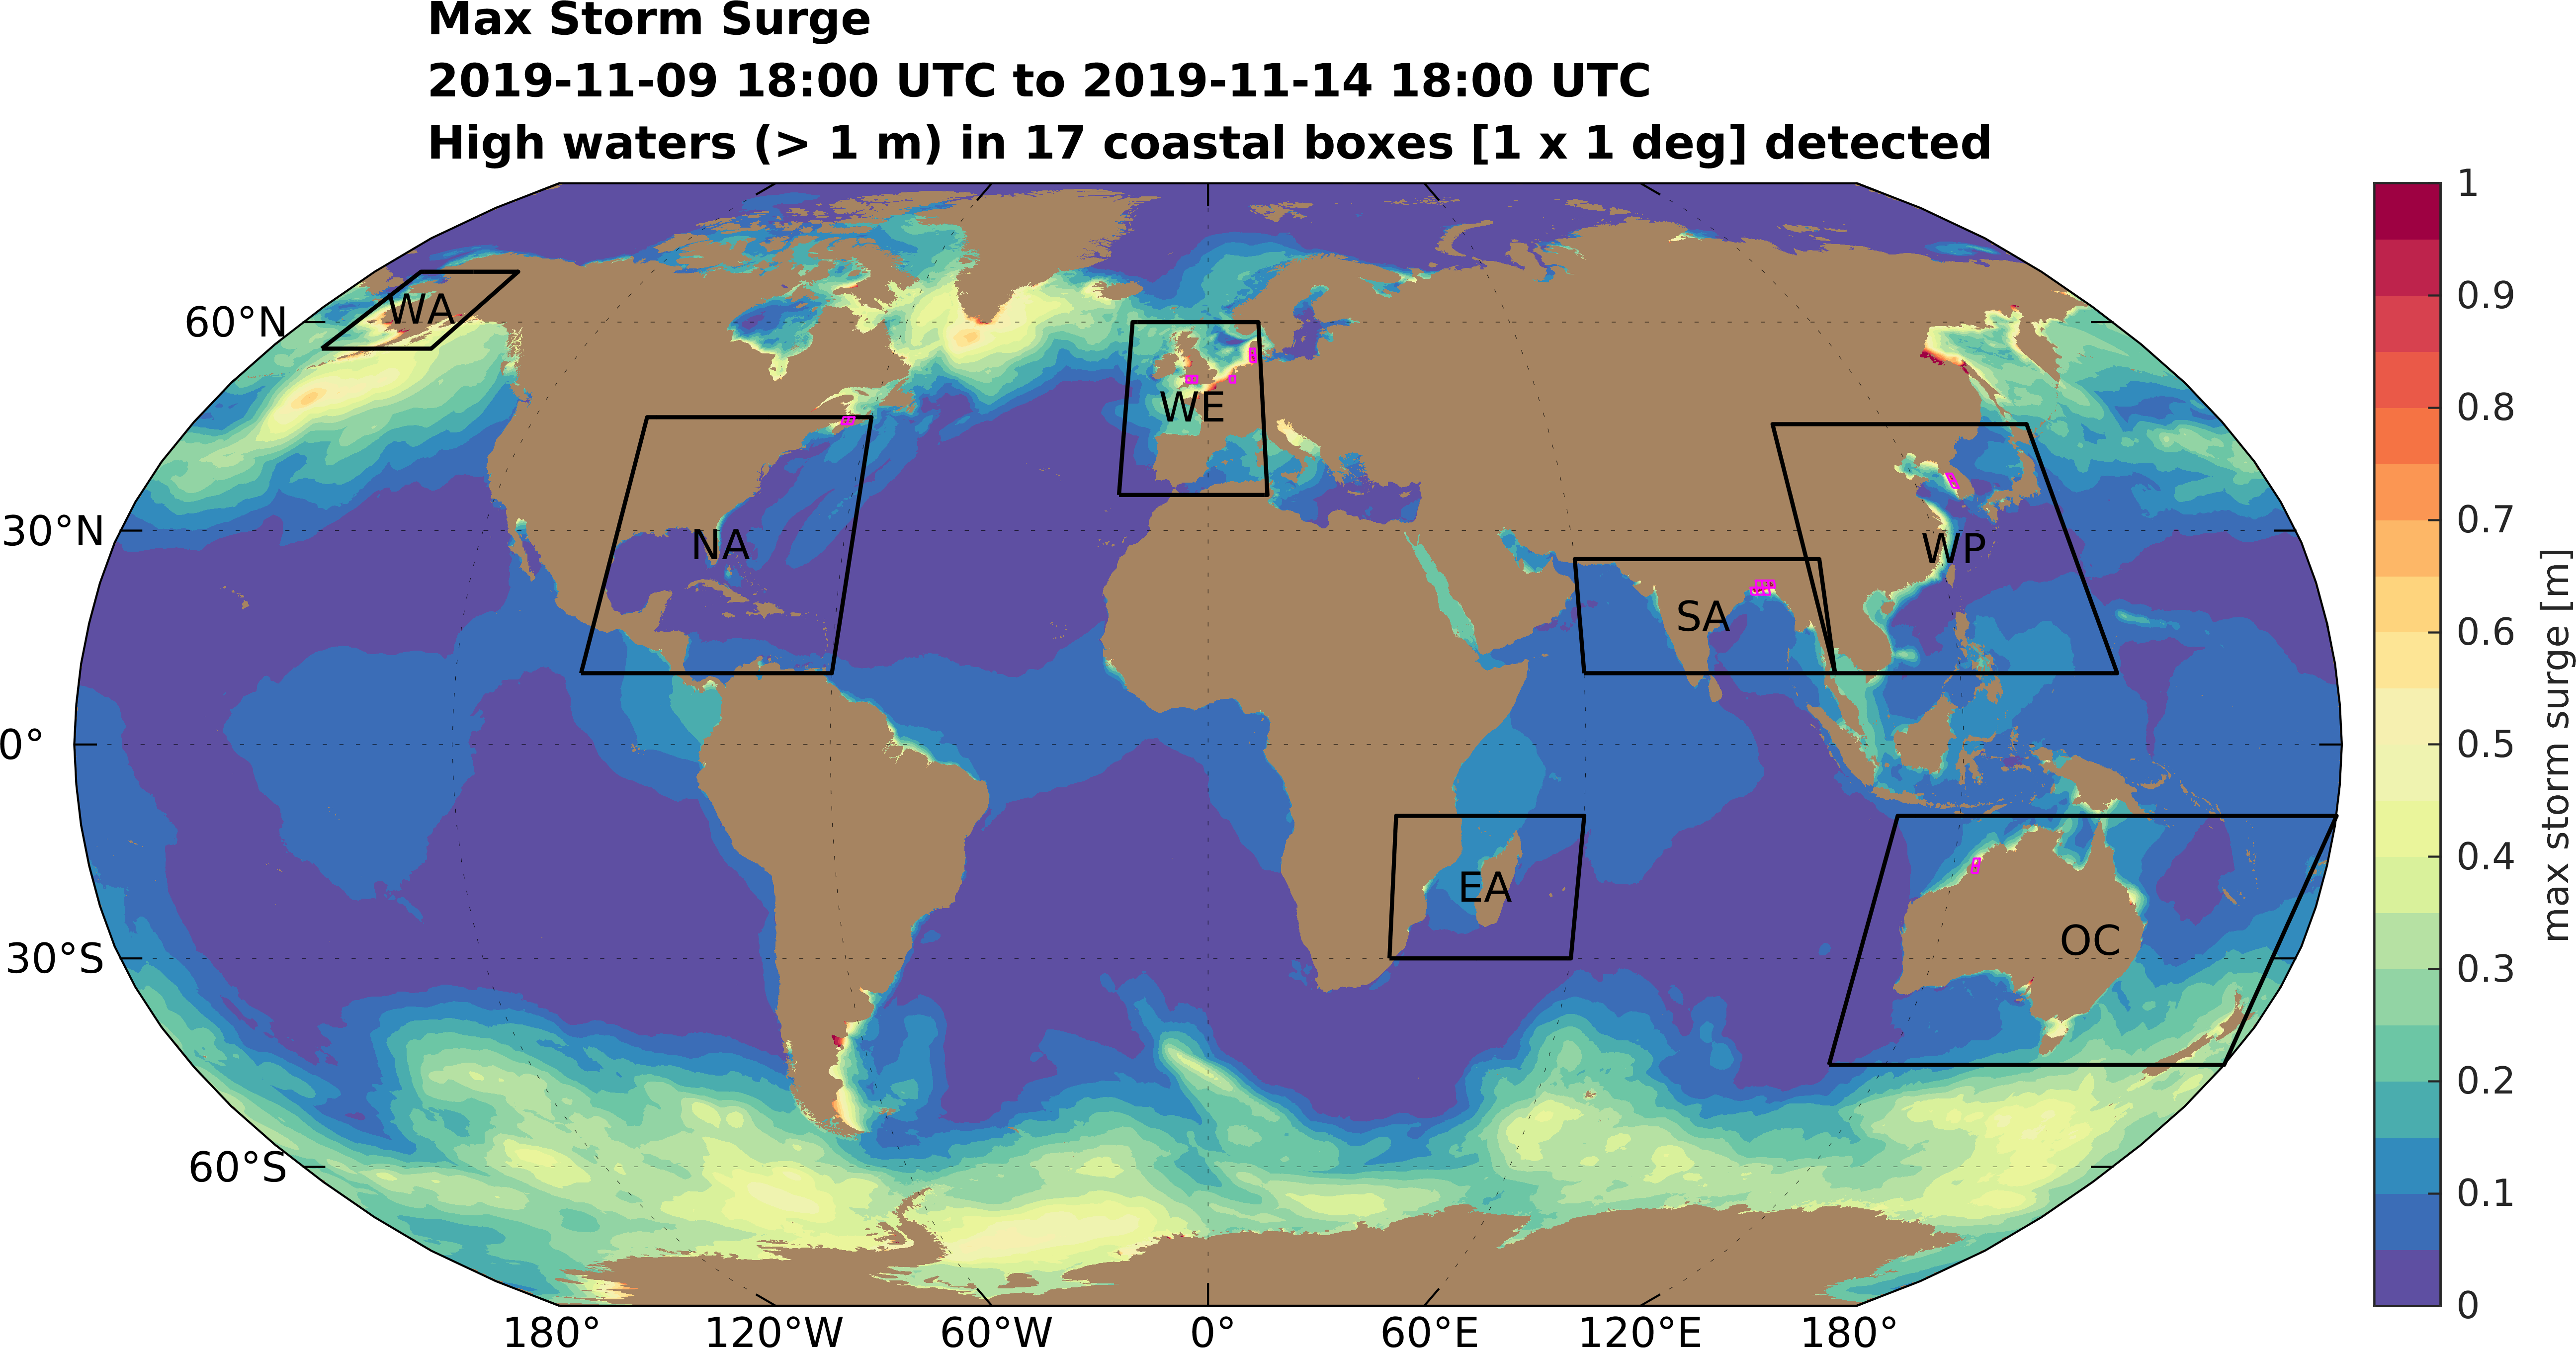 Max Storm Surge
2019-11-09 18:00 UTC to 2019-11-14 18:00 UTC
High waters (> 1 m) in 17 coastal boxes [1 x 1 deg] detected
60°N
30°N
0°
30°S
60°S
180°
120°W
60°W
0°
60°E
120°E
180°
WA
NA
WE
SA
WP
EA
OC
1
0.9
0.8
0.7
0.6
0.5
0.4
0.3
0.2
0.1
0
max storm surge [m]